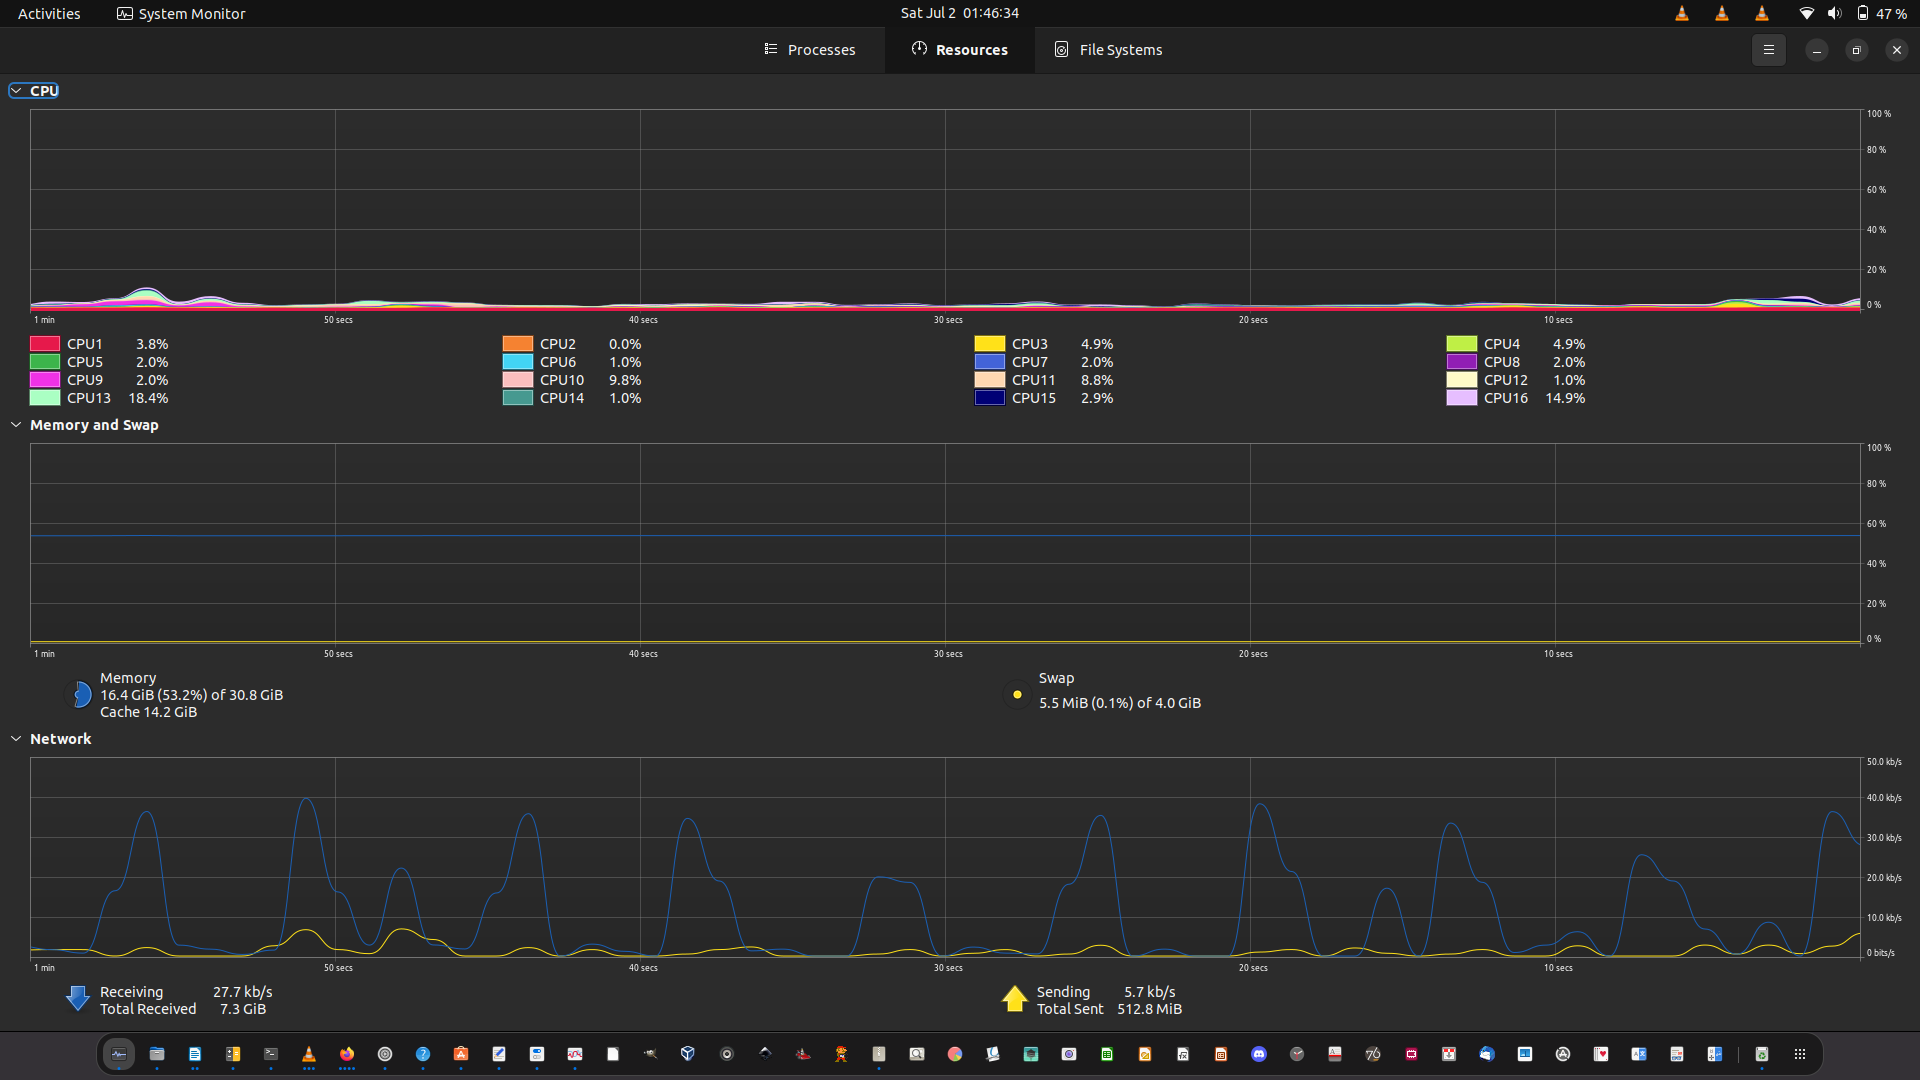 Activities System Monitor Sat Jul 2 01:46:34 47 %
Processes Resources File Systems
CPU
100 %
80 %
60 %
40 %
20 %
0 %
1 min 50 secs 40 secs 30 secs 20 secs 10 secs
CPU1 3.8% CPU2 0.0% CPU3 4.9% CPU4 4.9%
CPU5 2.0% CPU6 1.0% CPU7 2.0% CPU8 2.0%
CPU9 2.0% CPU10 9.8% CPU11 8.8% CPU12 1.0%
CPU13 18.4% CPU14 1.0% CPU15 2.9% CPU16 14.9%
Memory and Swap
100 %
80 %
60 %
40 %
20 %
0 %
1 min 50 secs 40 secs 30 secs 20 secs 10 secs
Memory
16.4 GiB (53.2%) of 30.8 GiB
Cache 14.2 GiB
Swap
5.5 MiB (0.1%) of 4.0 GiB
Network
50.0 kb/s
40.0 kb/s
30.0 kb/s
20.0 kb/s
10.0 kb/s
0 bits/s
1 min 50 secs 40 secs 30 secs 20 secs 10 secs
Receiving 27.7 kb/s Sending 5.7 kb/s
Total Received 7.3 GiB Total Sent 512.8 MiB
76